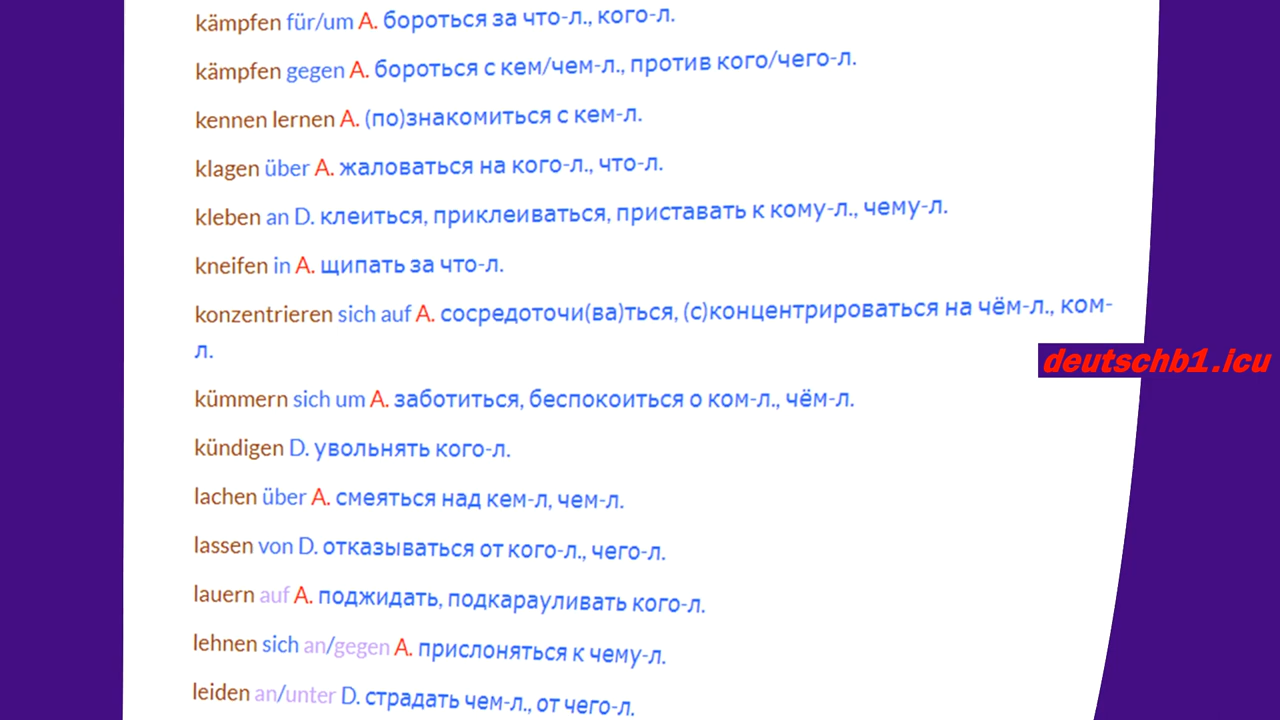 kämpfen für/um A. бороться за что-л., кого-л.
kämpfen gegen A. бороться с кем/чем-л., против кого/чего-л.
kennen lernen A. (по)знакомиться с кем-л.
klagen über A. жаловаться на кого-л., что-л.
kleben an D. клеиться, приклеиваться, приставать к кому-л., чему-л.
kneifen in A. щипать за что-л.
konzentrieren sich auf A. сосредоточи(ва)ться, (с)концентрироваться на чём-л., ком-
л.
deutschb1.icu
kümmern sich um A. заботиться, беспокоиться о ком-л., чём-л.
kündigen D. увольнять кого-л.
lachen über A. смеяться над кем-л, чем-л.
lassen von D. отказываться от кого-л., чего-л.
lauern auf A. поджидать, подкарауливать кого-л.
lehnen sich an/gegen A. прислоняться к чему-л.
leiden an/unter D. страдать чем-л., от чего-л.